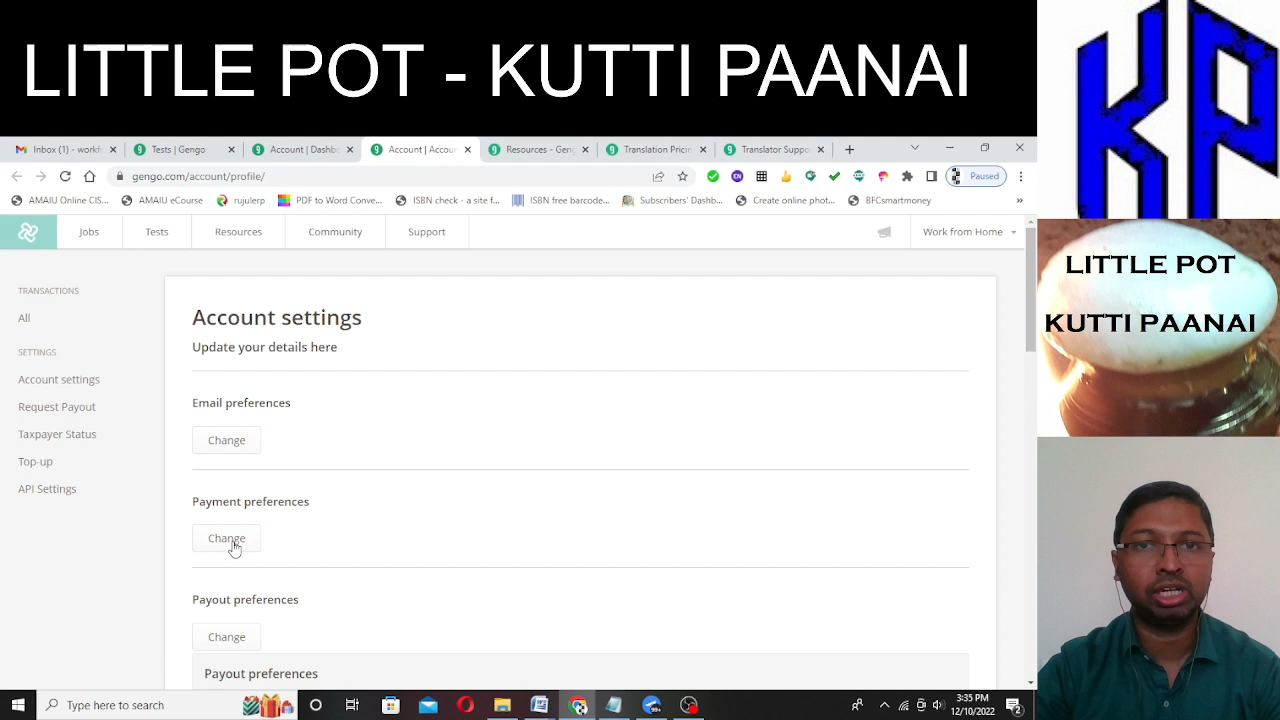 LITTLE POT - KUTTI PAANAI
KP
Inbox (1) - workfr
Tests | Gengo
Account | Dashbo
Account | Accoun
Resources - Geng
Translation Pricin
Translator Suppo
gengo.com/account/profile/
Paused
AMAIU Online CIS...
AMAIU eCourse
rujulerp
PDF to Word Conve...
ISBN check - a site f...
ISBN free barcode...
Subscribers' Dashb...
Create online phot...
BFCsmartmoney
»
Jobs
Tests
Resources
Community
Support
Work from Home
LITTLE POT
KUTTI PAANAI
TRANSACTIONS
All
SETTINGS
Account settings
Request Payout
Taxpayer Status
Top-up
API Settings
Account settings
Update your details here
Email preferences
Change
Payment preferences
Change
Payout preferences
Change
Payout preferences
Type here to search
3:35 PM
12/10/2022
2